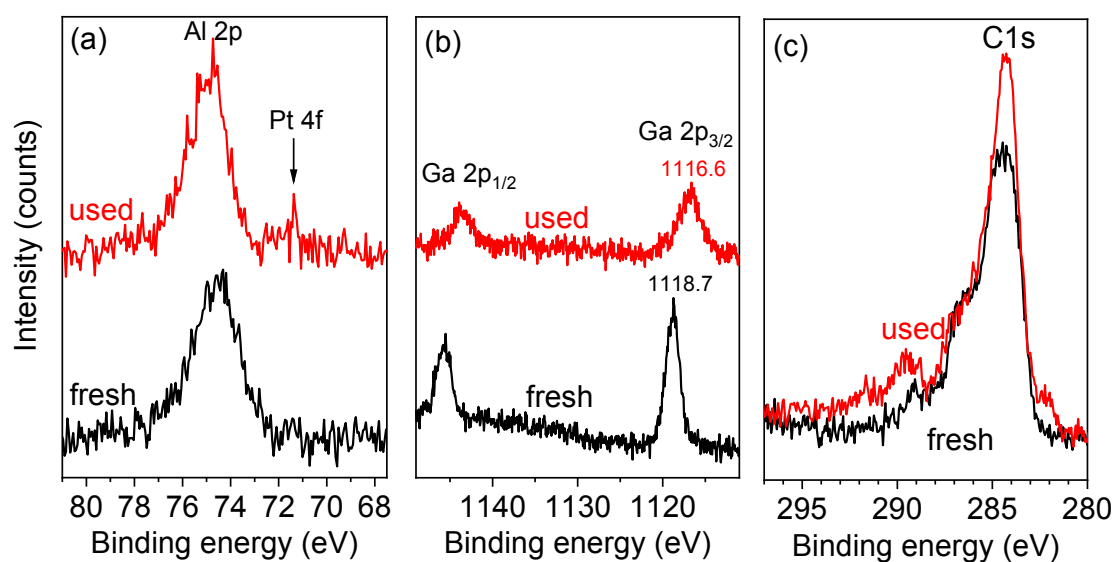 Intensity (counts)
(a)
Al 2p
Pt 4f
used
fresh
80 78 76 74 72 70 68
Binding energy (eV)
(b)
Ga 2p3/2
1116.6
Ga 2p1/2
used
1118.7
fresh
1140 1130 1120
Binding energy (eV)
(c)
C1s
used
fresh
295 290 285 280
Binding energy (eV)